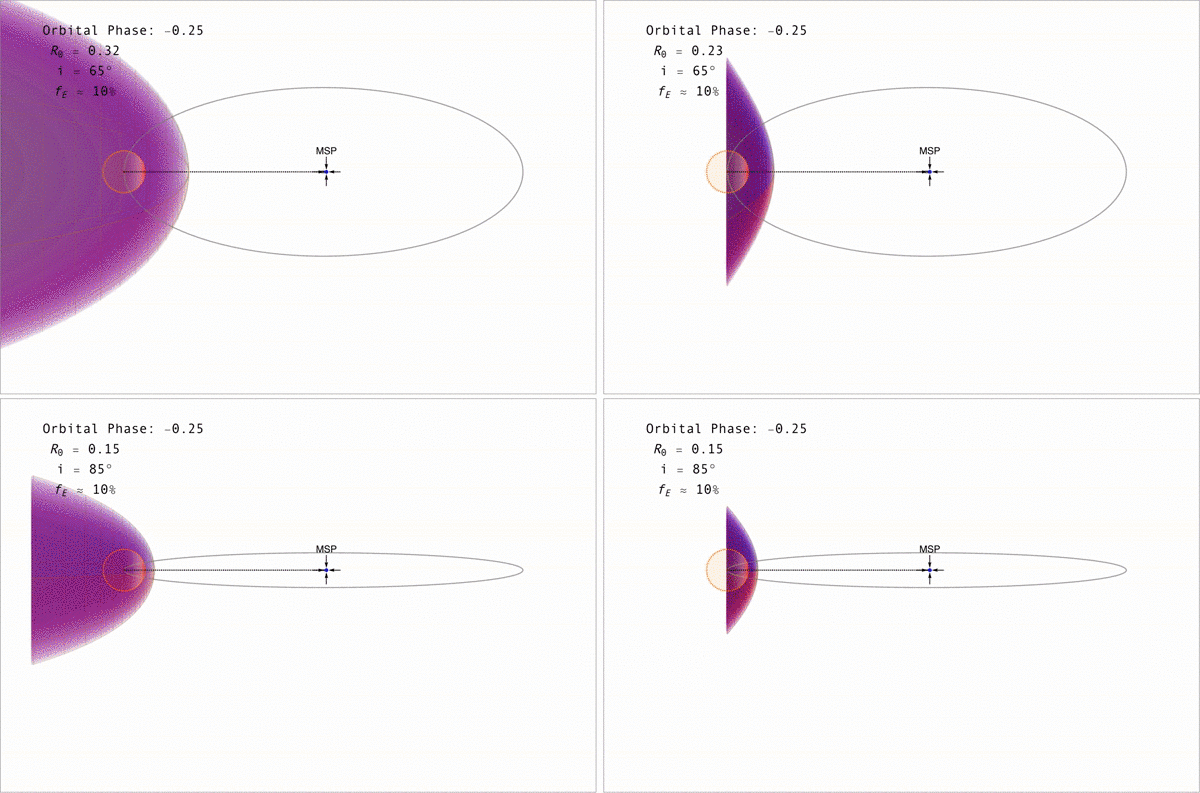 Orbital Phase: −0.25
R₀ = 0.32
i = 65°
f_E ≈ 10%
MSP
Orbital Phase: −0.25
R₀ = 0.23
i = 65°
f_E ≈ 10%
MSP
Orbital Phase: −0.25
R₀ = 0.15
i = 85°
f_E ≈ 10%
MSP
Orbital Phase: −0.25
R₀ = 0.15
i = 85°
f_E ≈ 10%
MSP